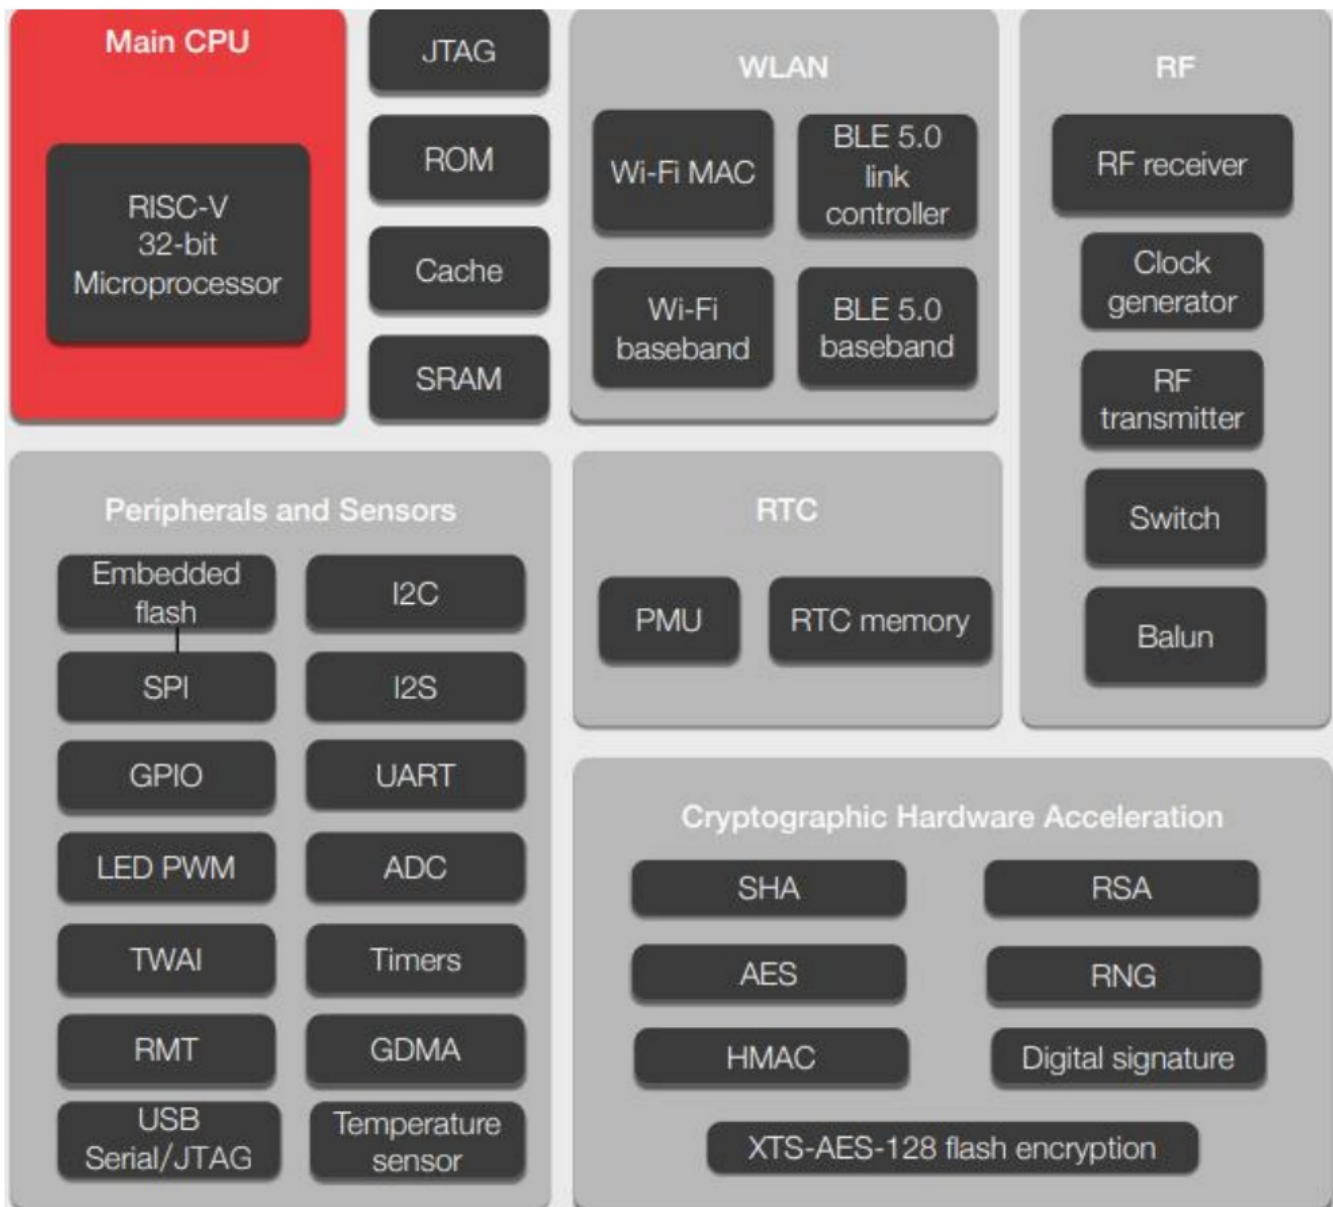 Main CPU
RISC-V
32-bit
Microprocessor
JTAG
ROM
Cache
SRAM
WLAN
Wi-Fi MAC
BLE 5.0
link
controller
Wi-Fi
baseband
BLE 5.0
baseband
RF
RF receiver
Clock
generator
RF
transmitter
Switch
Balun
Peripherals and Sensors
Embedded
flash
I2C
SPI
I2S
GPIO
UART
LED PWM
ADC
TWAI
Timers
RMT
GDMA
USB
Serial/JTAG
Temperature
sensor
RTC
PMU
RTC memory
Cryptographic Hardware Acceleration
SHA
RSA
AES
RNG
HMAC
Digital signature
XTS-AES-128 flash encryption